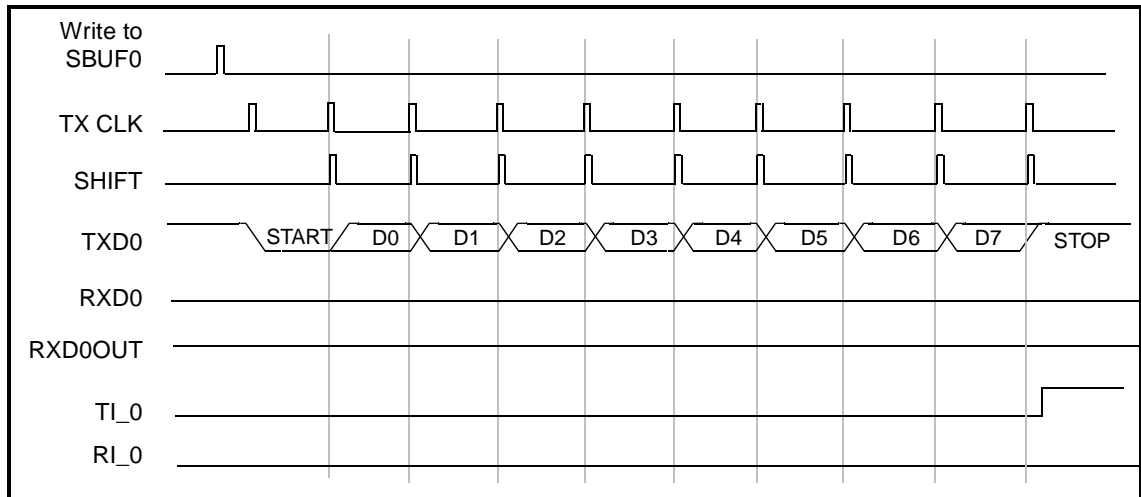 Write to
SBUF0
TX CLK
SHIFT
TXD0 START D0 D1 D2 D3 D4 D5 D6 D7 STOP
RXD0
RXD0OUT
TI_0
RI_0